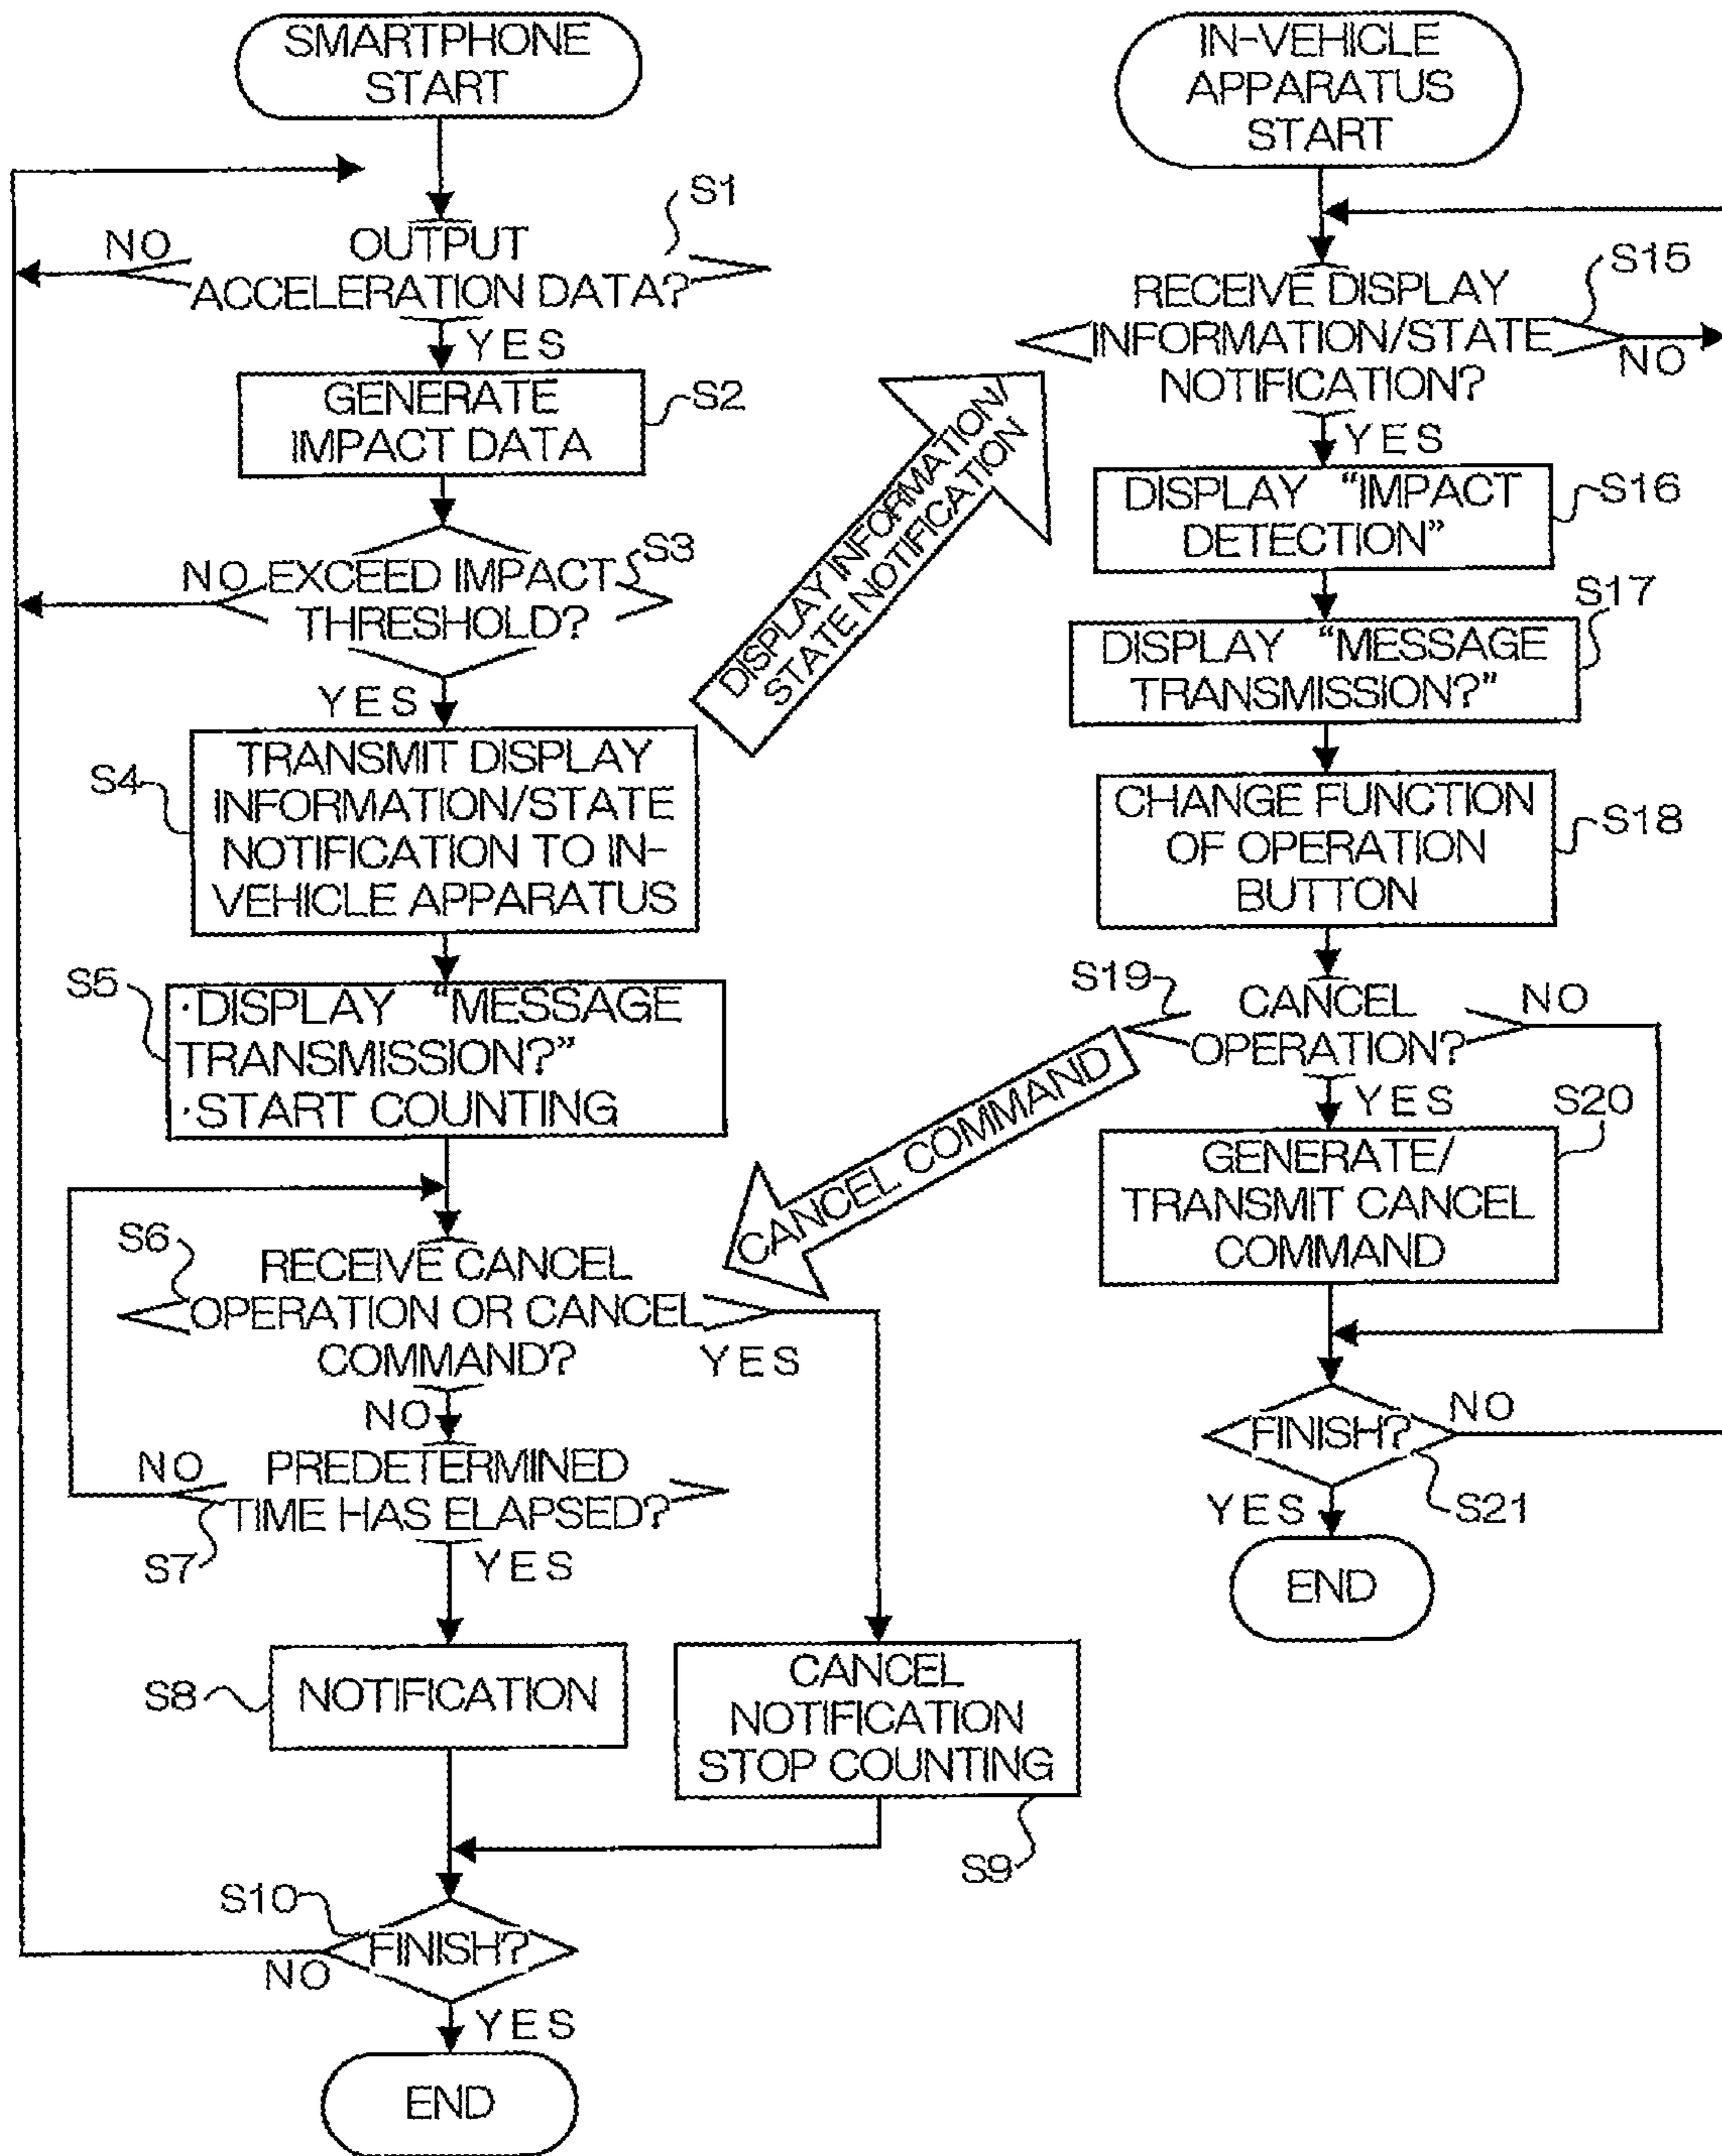 SMARTPHONE
START
S1
NO
OUTPUT
ACCELERATION DATA?
YES
GENERATE
IMPACT DATA
S2
S3
NO
EXCEED IMPACT
THRESHOLD?
YES
S4
TRANSMIT DISPLAY
INFORMATION/STATE
NOTIFICATION TO IN-
VEHICLE APPARATUS
S5
·DISPLAY "MESSAGE
TRANSMISSION?"
·START COUNTING
S6
RECEIVE CANCEL
OPERATION OR CANCEL
COMMAND?
YES
NO
NO
PREDETERMINED
TIME HAS ELAPSED?
S7
YES
S8
NOTIFICATION
CANCEL
NOTIFICATION
STOP COUNTING
S9
S10
FINISH?
NO
YES
END
DISPLAY INFORMATION/
STATE NOTIFICATION
CANCEL COMMAND
IN-VEHICLE
APPARATUS
START
S15
RECEIVE DISPLAY
INFORMATION/STATE
NOTIFICATION?
NO
YES
DISPLAY "IMPACT
DETECTION"
S16
S17
DISPLAY "MESSAGE
TRANSMISSION?"
CHANGE FUNCTION
OF OPERATION
BUTTON
S18
S19
CANCEL
OPERATION?
NO
YES
S20
GENERATE/
TRANSMIT CANCEL
COMMAND
FINISH?
NO
S21
YES
END